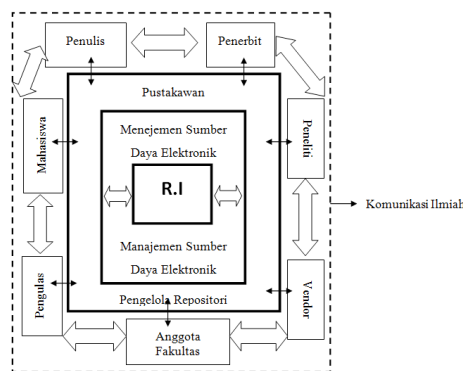 Penulis
Penerbit
Pustakawan
Mahasiswa
Menejemen Sumber
Daya Elektronik
Peneliti
R.I
Komunikasi Ilmiah
Manajemen Sumber
Daya Elektronik
Pengulas
Vendor
Pengelola Repositori
Anggota
Fakultas